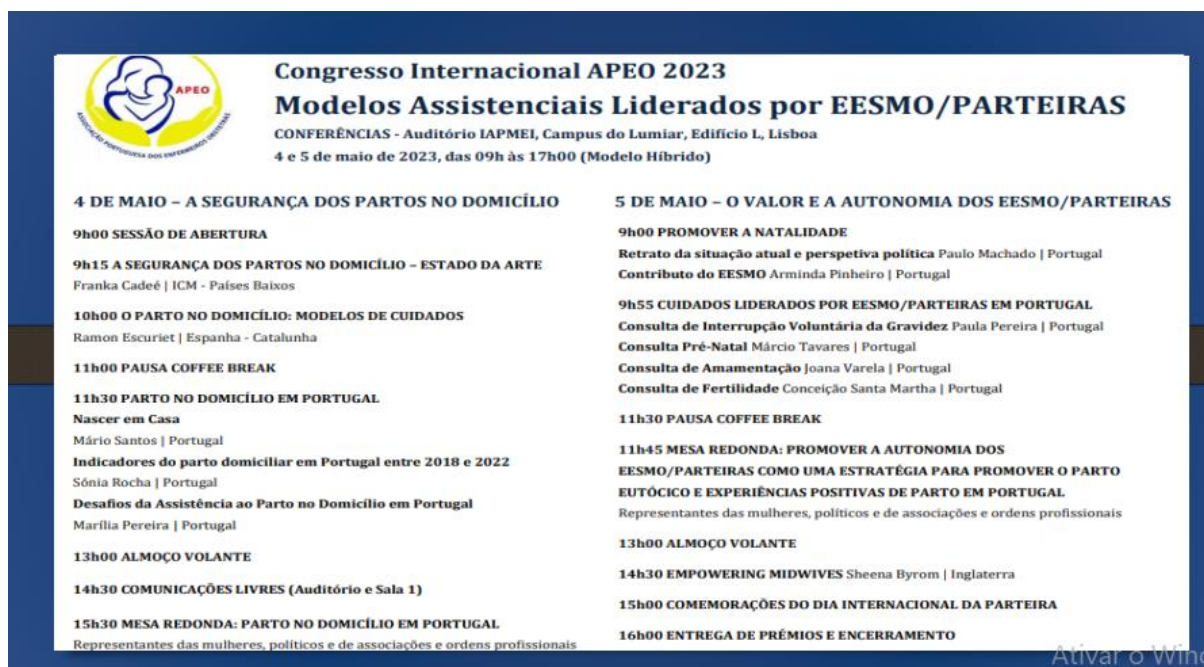 APEO
ASSOCIAÇÃO PORTUGUESA DOS ENFERMEIROS OBSTETRAS
Congresso Internacional APEO 2023
Modelos Assistenciais Liderados por EESMO/PARTEIRAS
CONFERÊNCIAS - Auditório IAPMEI, Campus do Lumiar, Edifício L, Lisboa
4 e 5 de maio de 2023, das 09h às 17h00 (Modelo Híbrido)
4 DE MAIO – A SEGURANÇA DOS PARTOS NO DOMICÍLIO
9h00 SESSÃO DE ABERTURA
9h15 A SEGURANÇA DOS PARTOS NO DOMICÍLIO – ESTADO DA ARTE
Franka Cadeé | ICM - Países Baixos
10h00 O PARTO NO DOMICÍLIO: MODELOS DE CUIDADOS
Ramon Escuriet | Espanha - Catalunha
11h00 PAUSA COFFEE BREAK
11h30 PARTO NO DOMICÍLIO EM PORTUGAL
Nascer em Casa
Mário Santos | Portugal
Indicadores do parto domiciliar em Portugal entre 2018 e 2022
Sónia Rocha | Portugal
Desafios da Assistência ao Parto no Domicílio em Portugal
Marília Pereira | Portugal
13h00 ALMOÇO VOLANTE
14h30 COMUNICAÇÕES LIVRES (Auditório e Sala 1)
15h30 MESA REDONDA: PARTO NO DOMICÍLIO EM PORTUGAL
Representantes das mulheres, políticos e de associações e ordens profissionais
5 DE MAIO – O VALOR E A AUTONOMIA DOS EESMO/PARTEIRAS
9h00 PROMOVER A NATALIDADE
Retrato da situação atual e perspetiva política Paulo Machado | Portugal
Contributo do EESMO Arminda Pinheiro | Portugal
9h55 CUIDADOS LIDERADOS POR EESMO/PARTEIRAS EM PORTUGAL
Consulta de Interrupção Voluntária da Gravidez Paula Pereira | Portugal
Consulta Pré-Natal Márcio Tavares | Portugal
Consulta de Amamentação Joana Varela | Portugal
Consulta de Fertilidade Conceição Santa Martha | Portugal
11h30 PAUSA COFFEE BREAK
11h45 MESA REDONDA: PROMOVER A AUTONOMIA DOS
EESMO/PARTEIRAS COMO UMA ESTRATÉGIA PARA PROMOVER O PARTO
EUTÓCICO E EXPERIÊNCIAS POSITIVAS DE PARTO EM PORTUGAL
Representantes das mulheres, políticos e de associações e ordens profissionais
13h00 ALMOÇO VOLANTE
14h30 EMPOWERING MIDWIVES Sheena Byrom | Inglaterra
15h00 COMEMORAÇÕES DO DIA INTERNACIONAL DA PARTEIRA
16h00 ENTREGA DE PRÉMIOS E ENCERRAMENTO
Ativar o Wind